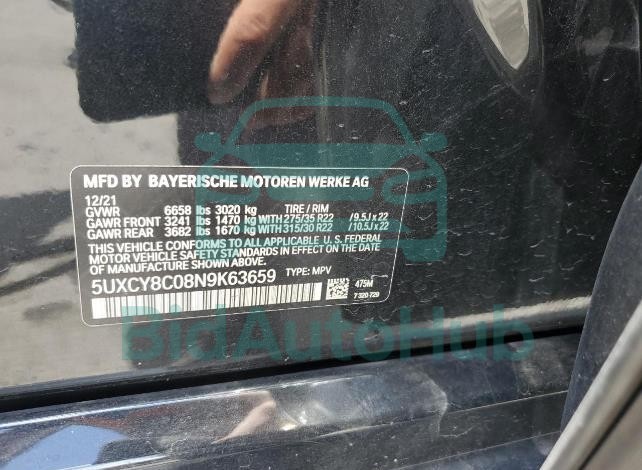 MFD BY BAYERISCHE MOTOREN WERKE AG
12/21
GVWR 6658 lbs 3020 kg TIRE / RIM
GAWR FRONT 3241 lbs 1470 kg WITH 275/35 R22 /9.5J x 22
GAWR REAR 3682 lbs 1670 kg WITH 315/30 R22 /10.5J x 22
THIS VEHICLE CONFORMS TO ALL APPLICABLE U. S. FEDERAL
MOTOR VEHICLE SAFETY STANDARDS IN EFFECT ON THE DATE
OF MANUFACTURE SHOWN ABOVE.
5UXCY8C08N9K63659 TYPE: MPV
475M
7 320-729
BidAutoHub